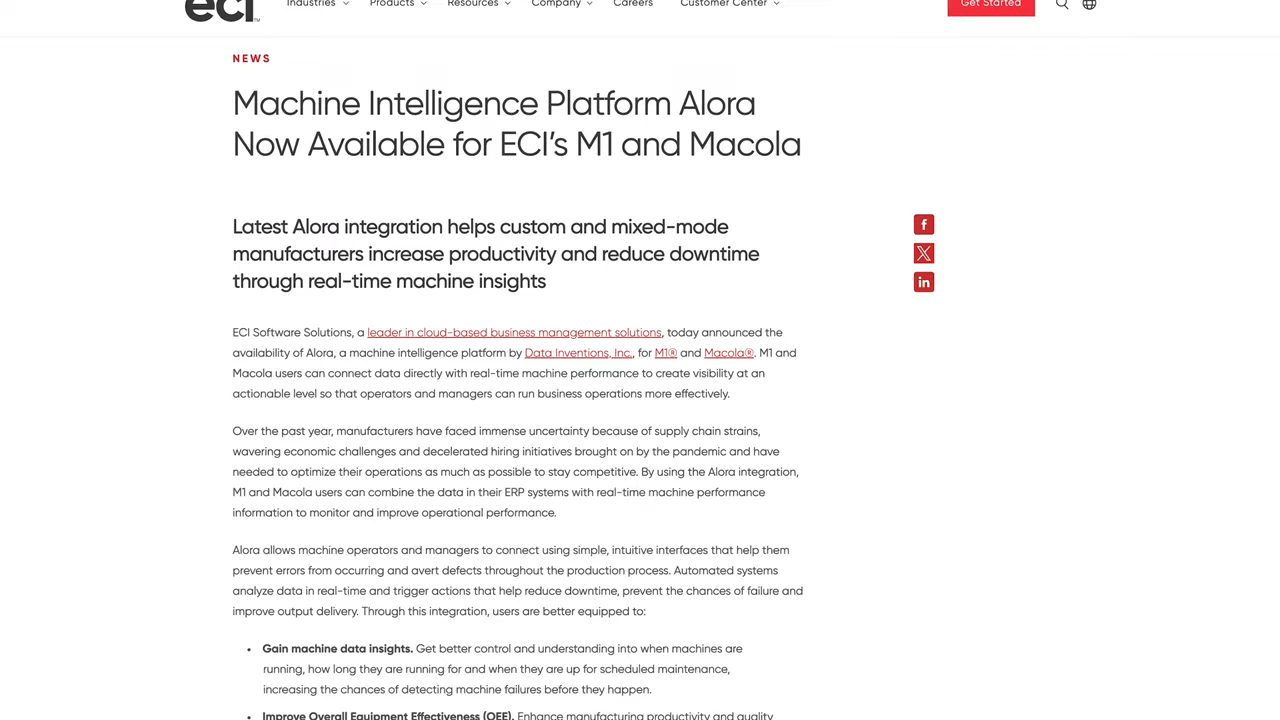 eci™ Industries Products Resources Company Careers Customer Center Get Started
NEWS
Machine Intelligence Platform Alora
Now Available for ECI’s M1 and Macola
Latest Alora integration helps custom and mixed-mode
manufacturers increase productivity and reduce downtime
through real-time machine insights
ECI Software Solutions, a leader in cloud-based business management solutions, today announced the
availability of Alora, a machine intelligence platform by Data Inventions, Inc., for M1® and Macola®. M1 and
Macola users can connect data directly with real-time machine performance to create visibility at an
actionable level so that operators and managers can run business operations more effectively.
Over the past year, manufacturers have faced immense uncertainty because of supply chain strains,
wavering economic challenges and decelerated hiring initiatives brought on by the pandemic and have
needed to optimize their operations as much as possible to stay competitive. By using the Alora integration,
M1 and Macola users can combine the data in their ERP systems with real-time machine performance
information to monitor and improve operational performance.
Alora allows machine operators and managers to connect using simple, intuitive interfaces that help them
prevent errors from occurring and avert defects throughout the production process. Automated systems
analyze data in real-time and trigger actions that help reduce downtime, prevent the chances of failure and
improve output delivery. Through this integration, users are better equipped to:
• Gain machine data insights. Get better control and understanding into when machines are
running, how long they are running for and when they are up for scheduled maintenance,
increasing the chances of detecting machine failures before they happen.
• Improve Overall Equipment Effectiveness (OEE). Enhance manufacturing productivity and quality